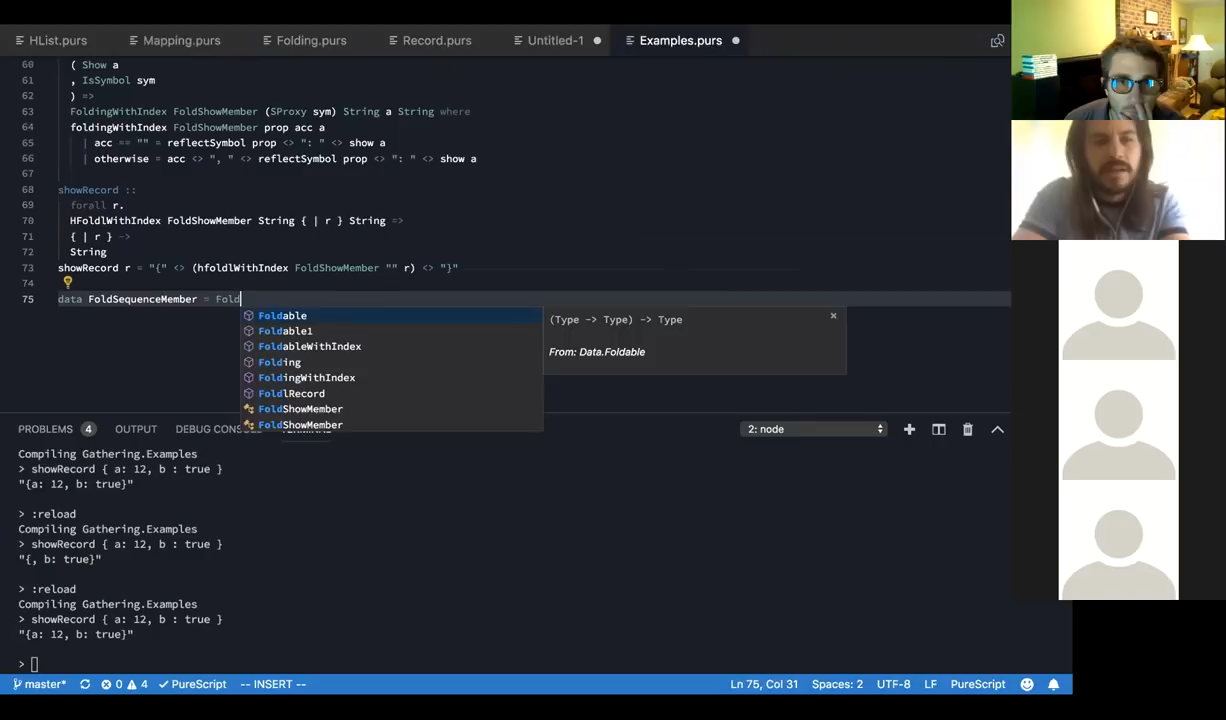 HList.purs Mapping.purs Folding.purs Record.purs Untitled-1 Examples.purs
60 ( Show a
61 , IsSymbol sym
62 ) =>
63 FoldingWithIndex FoldShowMember (SProxy sym) String a String where
64 foldingWithIndex FoldShowMember prop acc a
65 | acc == "" = reflectSymbol prop <> ": " <> show a
66 | otherwise = acc <> ", " <> reflectSymbol prop <> ": " <> show a
67
68 showRecord ::
69 forall r.
70 HFoldlWithIndex FoldShowMember String { | r } String =>
71 { | r } ->
72 String
73 showRecord r = "{" <> (hfoldlWithIndex FoldShowMember "" r) <> "}"
74
75 data FoldSequenceMember = Fold
Foldable
Foldable1
FoldableWithIndex
Folding
FoldingWithIndex
FoldlRecord
FoldShowMember
FoldShowMember
(Type -> Type) -> Type ×
From: Data.Foldable
PROBLEMS 4 OUTPUT DEBUG CONS 2: node
Compiling Gathering.Examples
> showRecord { a: 12, b : true }
"{a: 12, b: true}"
> :reload
Compiling Gathering.Examples
> showRecord { a: 12, b : true }
"{, b: true}"
> :reload
Compiling Gathering.Examples
> showRecord { a: 12, b : true }
"{a: 12, b: true}"
>
master* 0 4 PureScript -- INSERT -- Ln 75, Col 31 Spaces: 2 UTF-8 LF PureScript